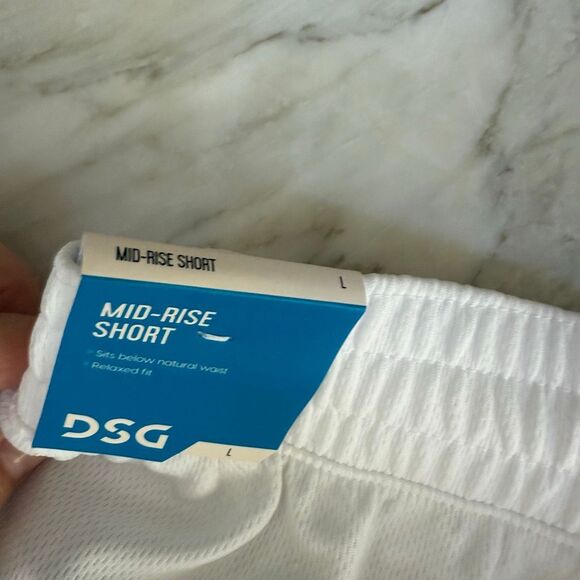 MID-RISE SHORT L
MID-RISE
SHORT
Sits below natural waist
Relaxed fit
DSG
L